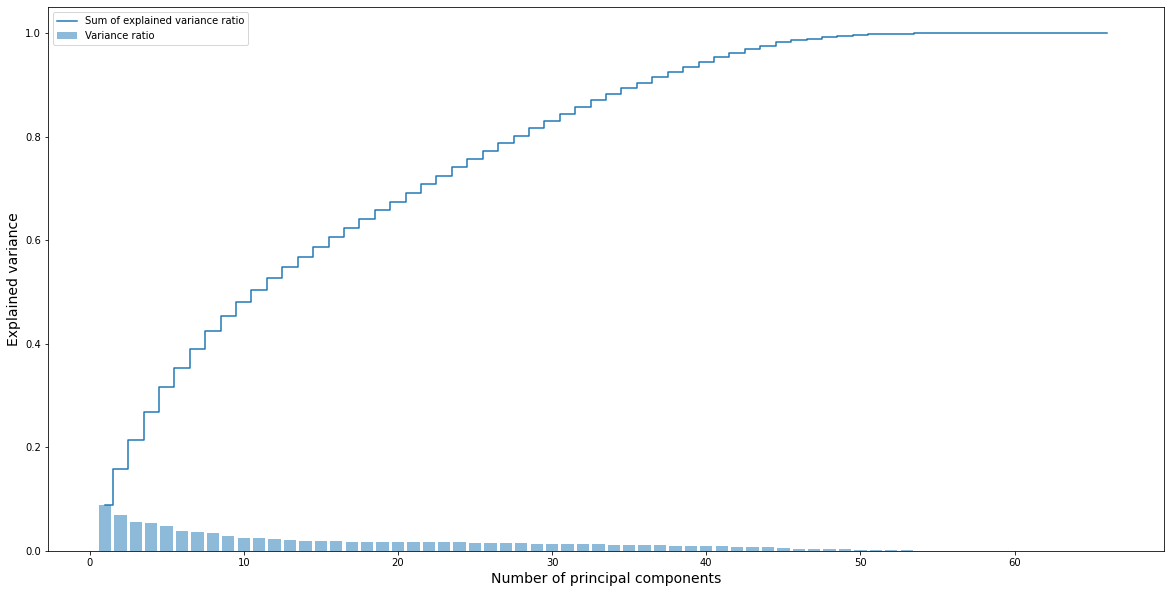 Sum of explained variance ratio
Variance ratio
Explained variance
1.0
0.8
0.6
0.4
0.2
0.0
0 10 20 30 40 50 60
Number of principal components